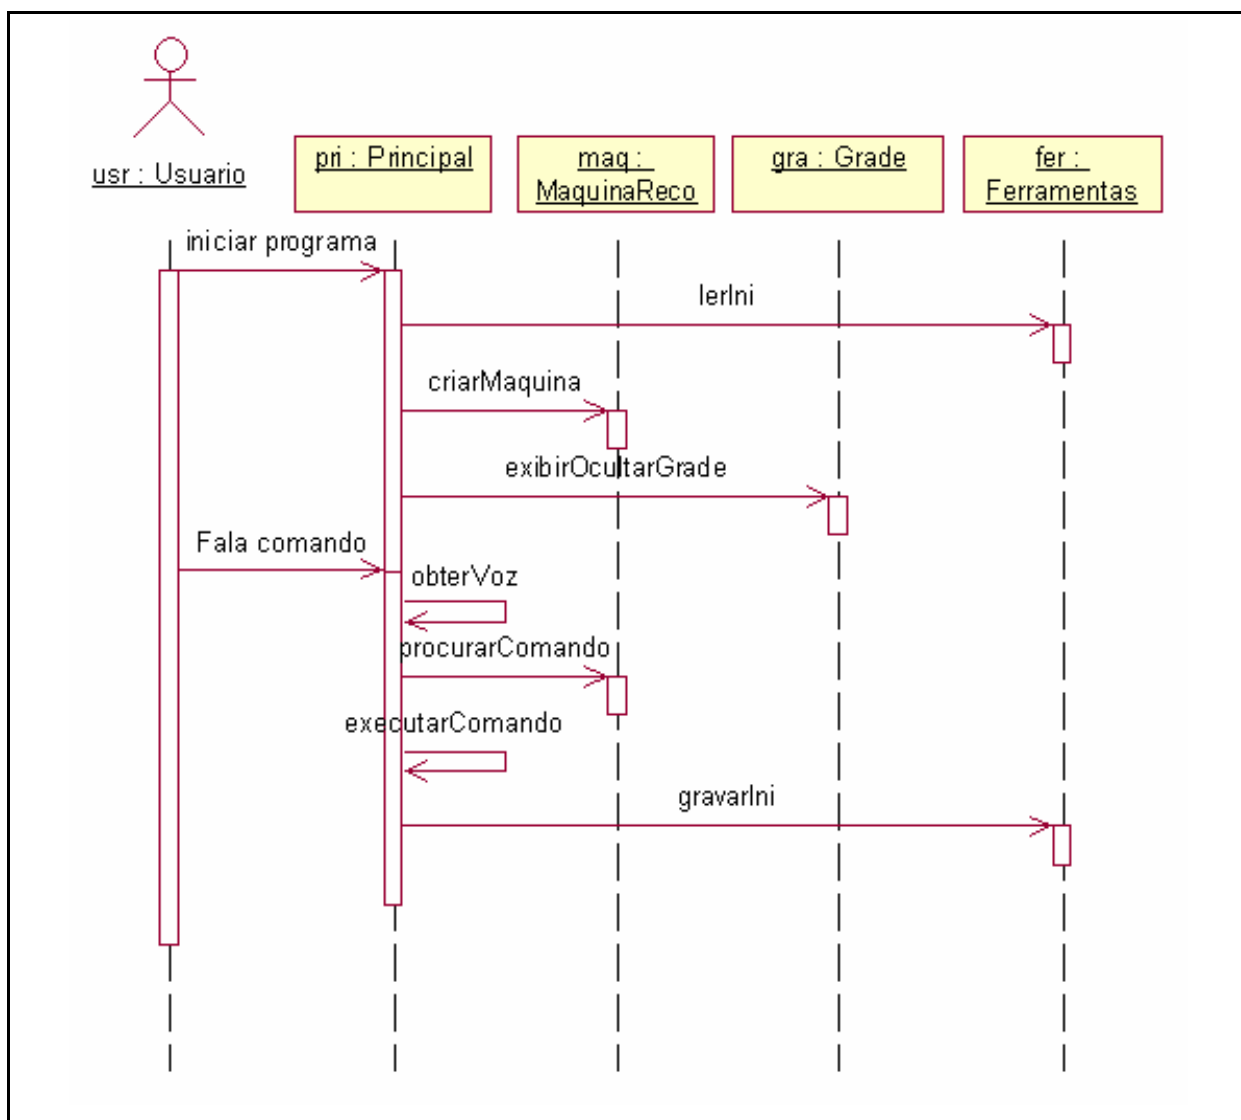 usr : Usuario
pri : Principal
maq :
MaquinaReco
gra : Grade
fer :
Ferramentas
iniciar programa
lerIni
criarMaquina
exibirOcultarGrade
Fala comando
obterVoz
procurarComando
executarComando
gravarIni